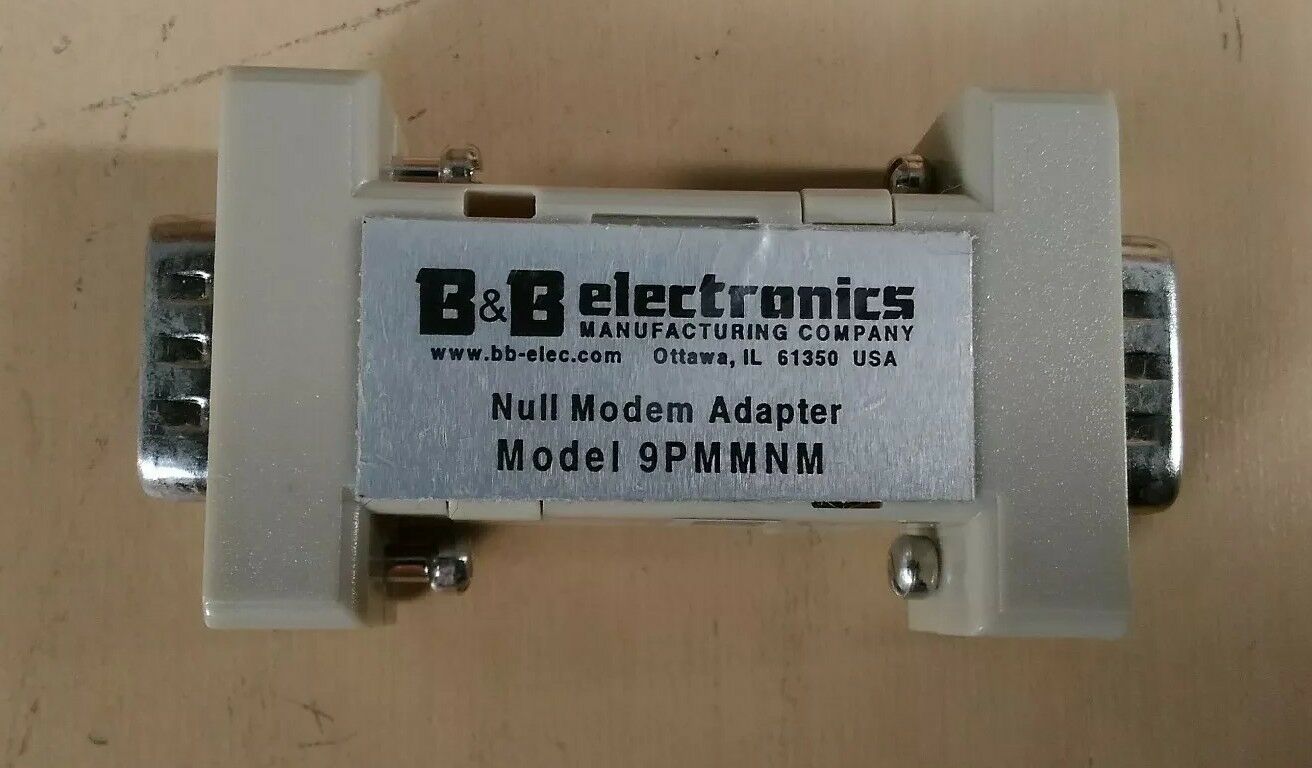 B&B electronics
MANUFACTURING COMPANY
www.bb-elec.com Ottawa, IL 61350 USA
Null Modem Adapter
Model 9PMMNM